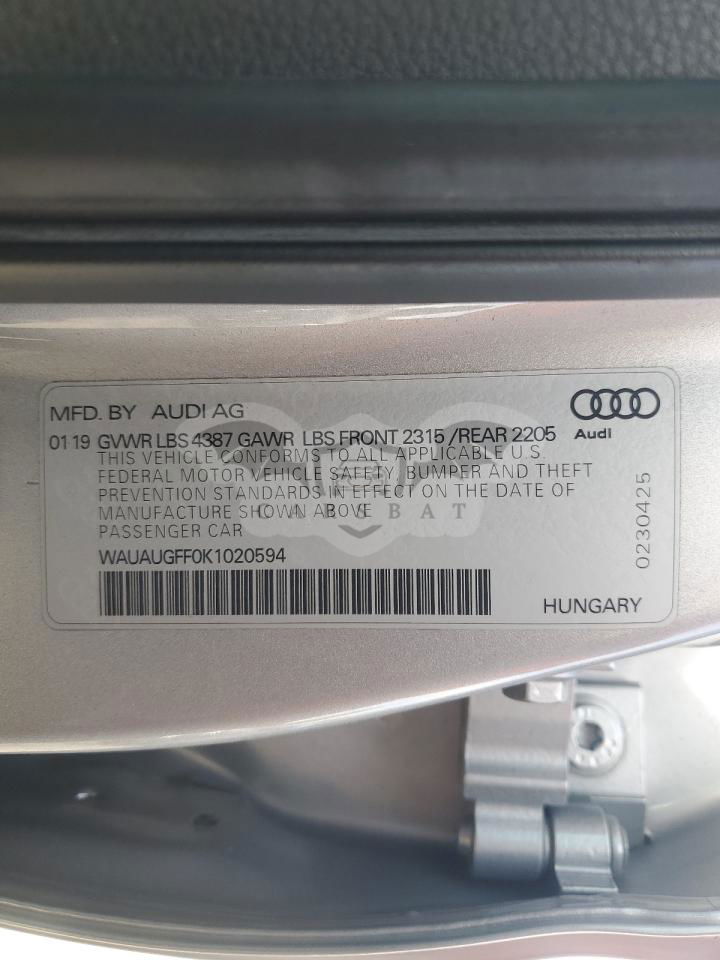 MFD. BY AUDI AG
01 19 GVWR LBS 4387 GAWR LBS FRONT 2315 /REAR 2205
Audi
THIS VEHICLE CONFORMS TO ALL APPLICABLE U.S.
FEDERAL MOTOR VEHICLE SAFETY, BUMPER AND THEFT
PREVENTION STANDARDS IN EFFECT ON THE DATE OF
MANUFACTURE SHOWN ABOVE
CARSBAT
PASSENGER CAR
WAUAUGFF0K1020594
HUNGARY
0230425